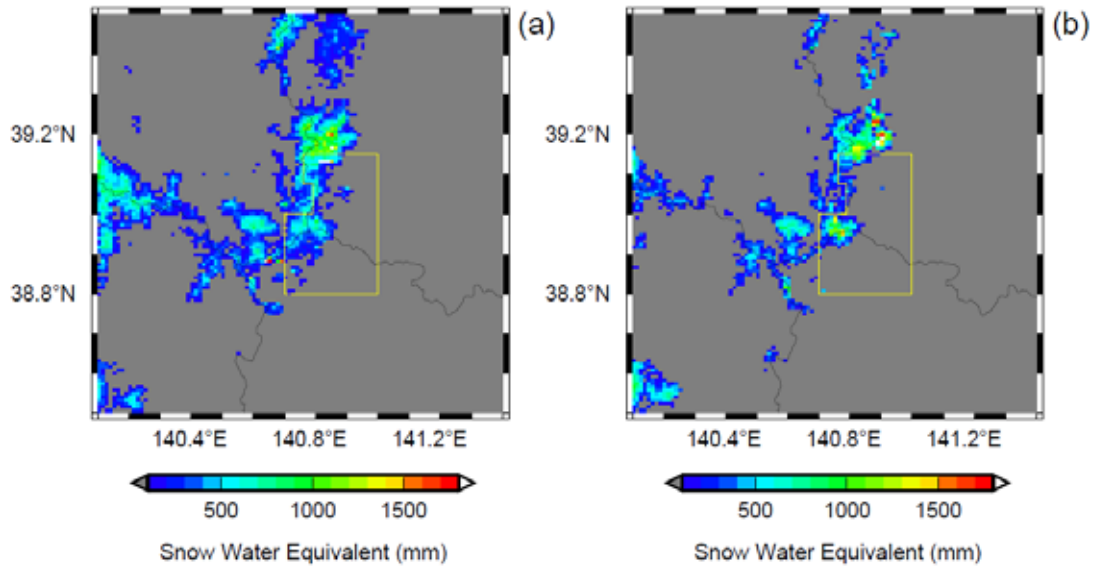 (a) (b)
39.2°N 39.2°N
38.8°N 38.8°N
140.4°E 140.8°E 141.2°E 140.4°E 140.8°E 141.2°E
500 1000 1500 500 1000 1500
Snow Water Equivalent (mm) Snow Water Equivalent (mm)